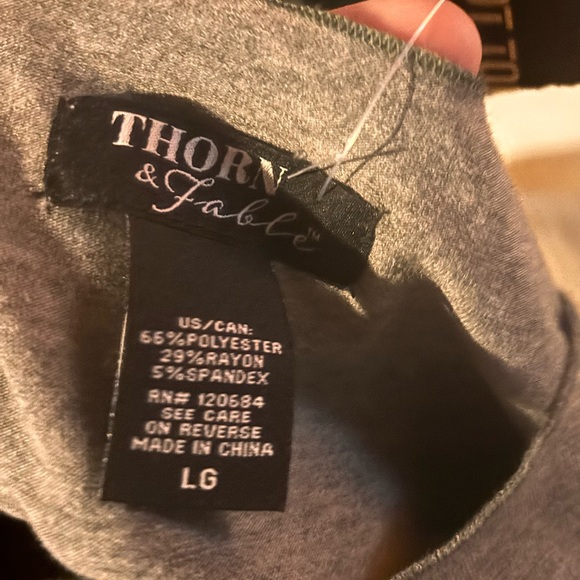 THORN
& Fable™
US/CAN:
66%POLYESTER
29%RAYON
5%SPANDEX
RN# 120684
SEE CARE
ON REVERSE
MADE IN CHINA
LG